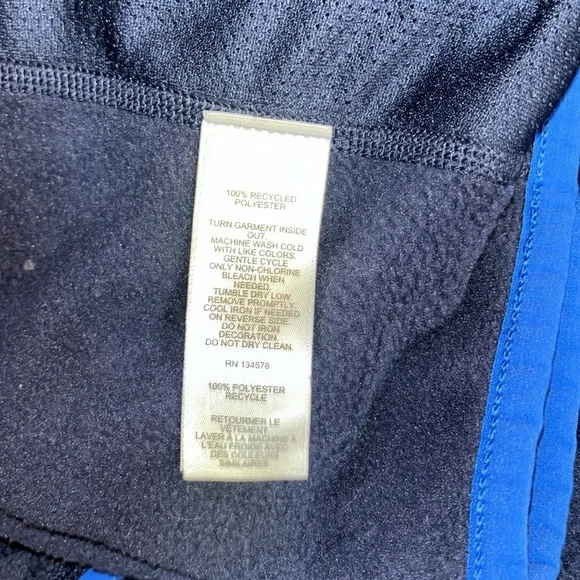 100% RECYCLED
POLYESTER
TURN GARMENT INSIDE
OUT.
MACHINE WASH COLD
WITH LIKE COLORS.
GENTLE CYCLE
ONLY NON-CHLORINE
BLEACH WHEN
NEEDED.
TUMBLE DRY LOW.
REMOVE PROMPTLY.
COOL IRON IF NEEDED
ON REVERSE SIDE.
DO NOT IRON
DECORATION.
DO NOT DRY CLEAN.
RN 134578
100% POLYESTER
RECYCLE
RETOURNER LE
VÊTEMENT.
LAVER À LA MACHINE À
L'EAU FROIDE AVEC
DES COULEURS
SIMILAIRES